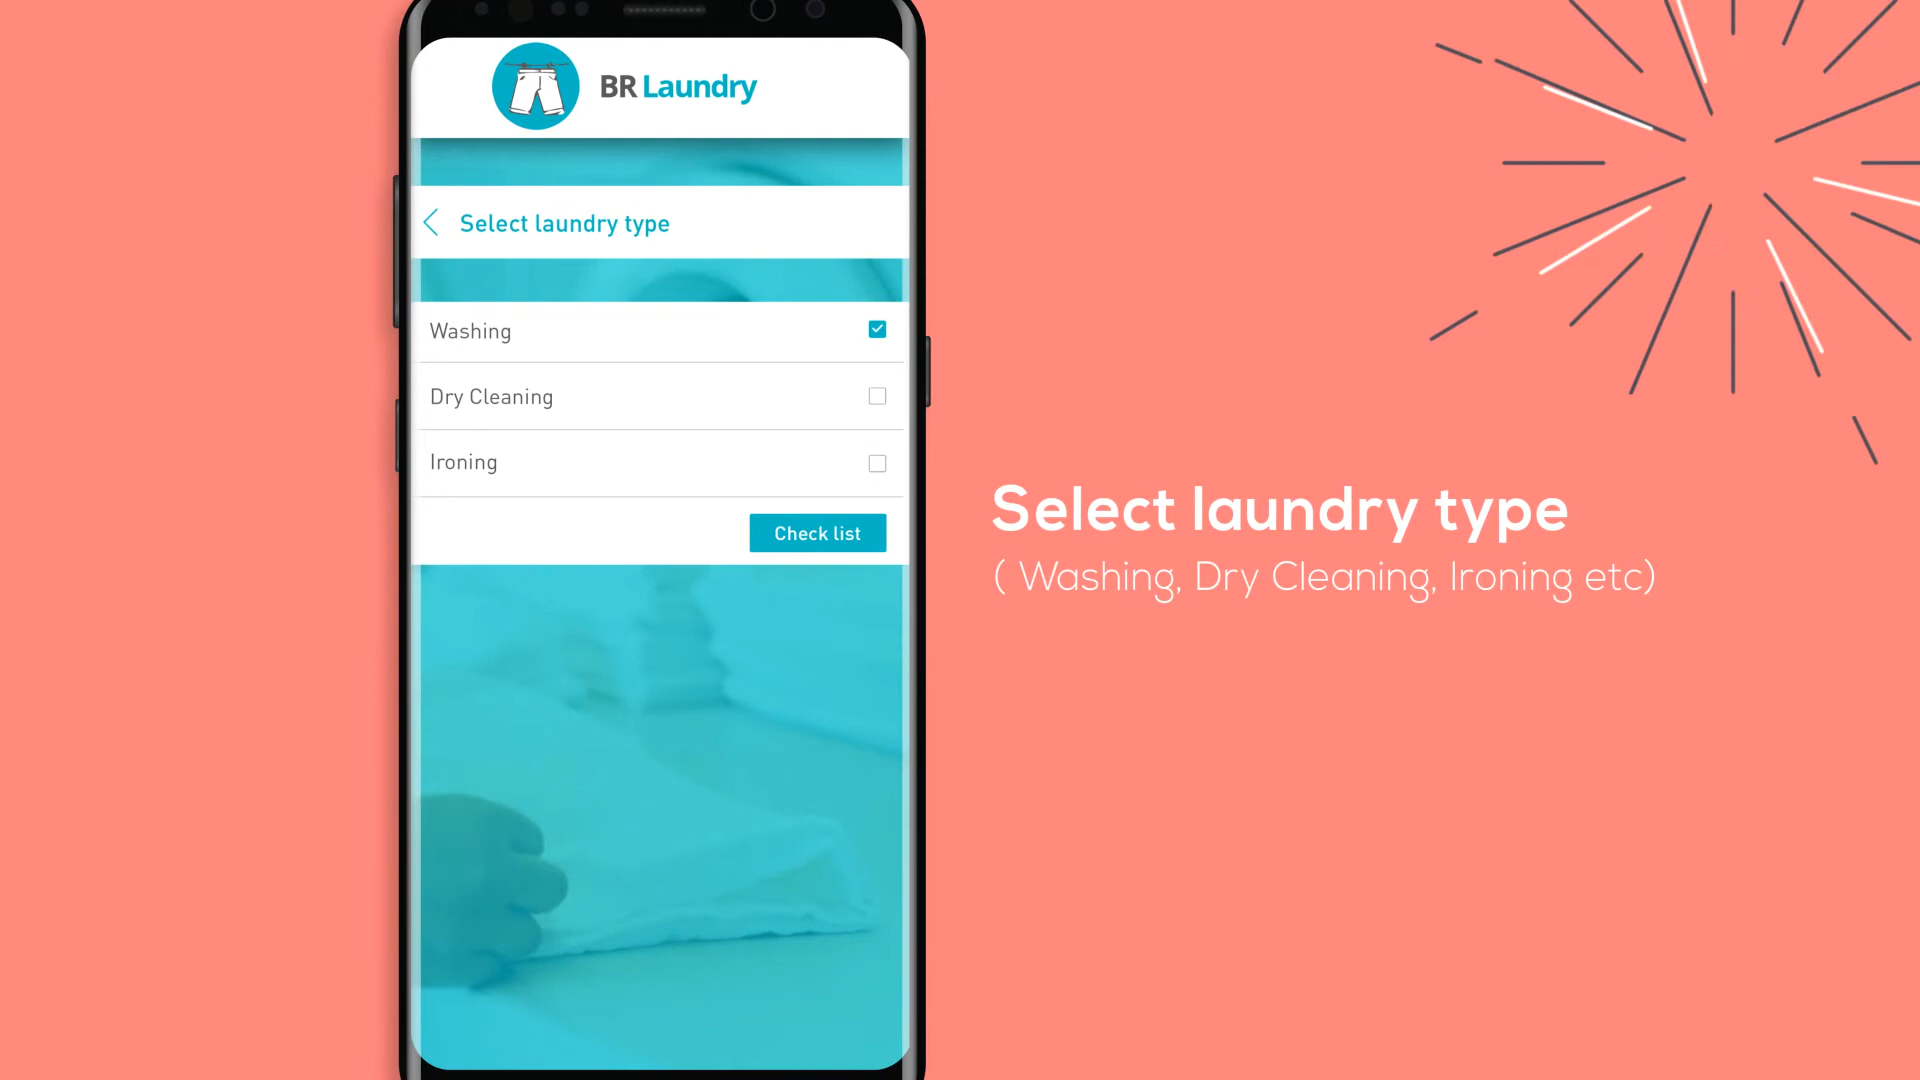 BR Laundry
Select laundry type
Washing
Dry Cleaning
Ironing
Check list
Select laundry type
( Washing, Dry Cleaning, Ironing etc)